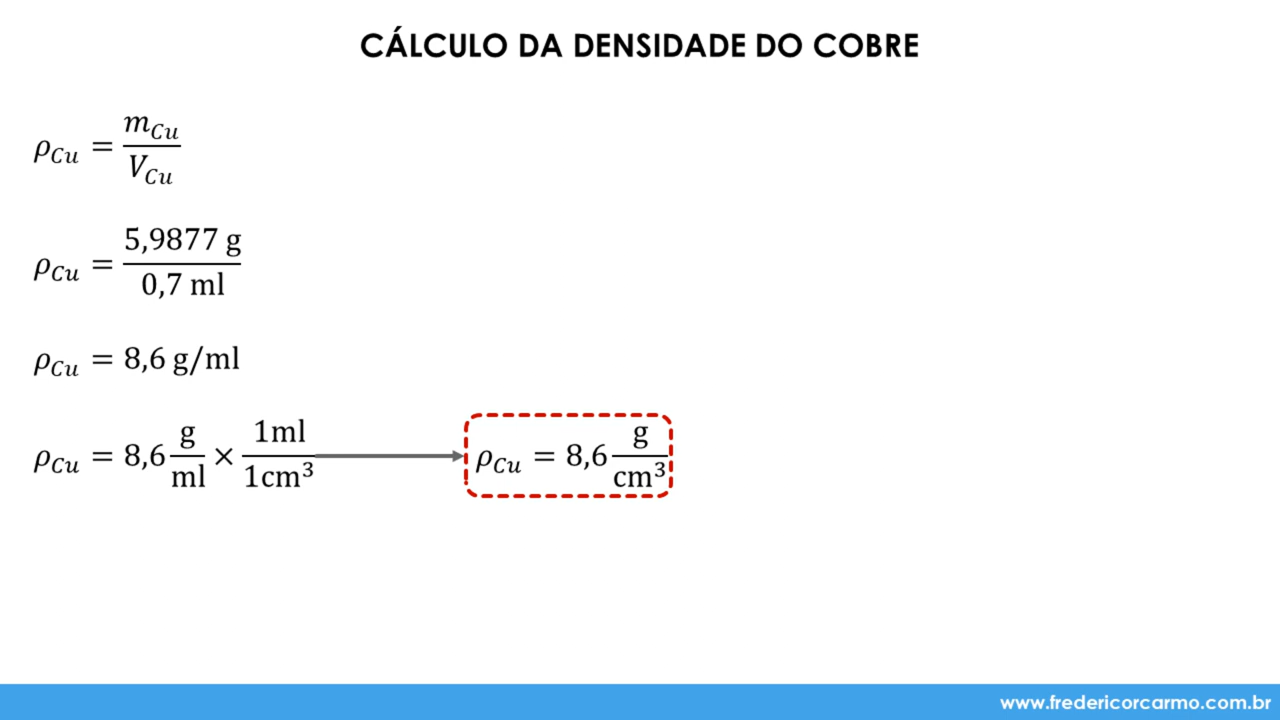 CÁLCULO DA DENSIDADE DO COBRE
ρCu = mCu / VCu
ρCu = 5,9877 g / 0,7 ml
ρCu = 8,6 g/ml
ρCu = 8,6 g/ml × 1ml/1cm³ → ρCu = 8,6 g/cm³
www.fredericorcarmo.com.br